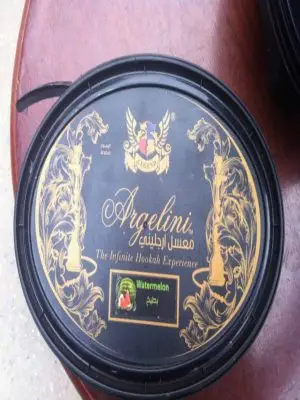 Argelini
معسل أرجليني
The Infinite Hookah Experience
Watermelon
بطيخ